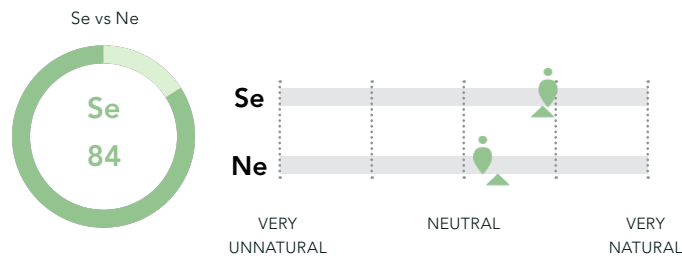 Se vs Ne
Se
84
Se
Ne
VERY
UNNATURAL
NEUTRAL
VERY
NATURAL